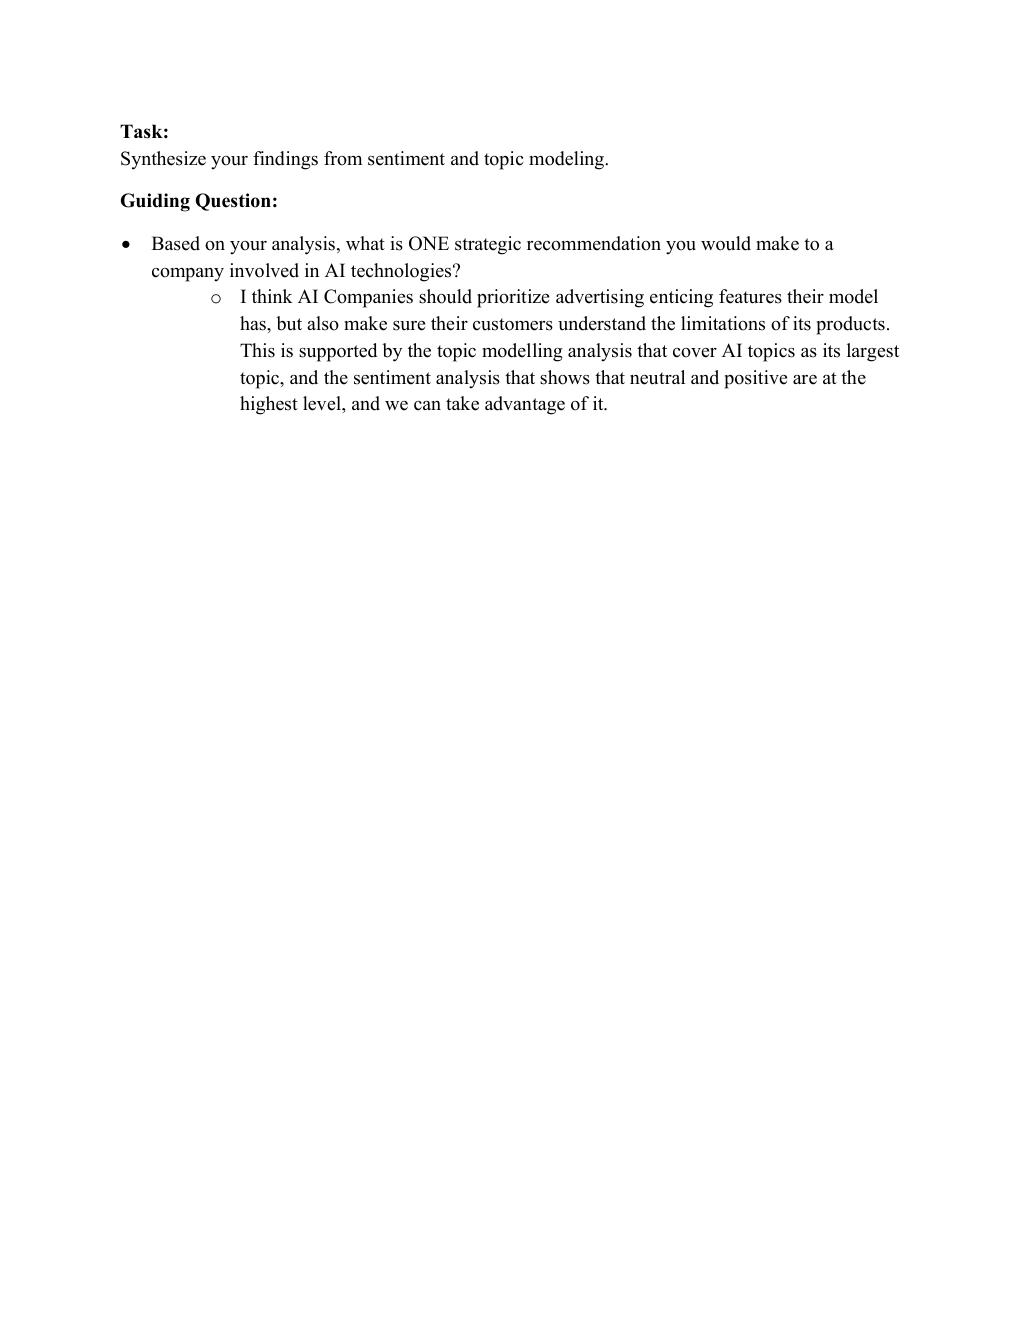 Task:
Synthesize your findings from sentiment and topic modeling.
Guiding Question:
• Based on your analysis, what is ONE strategic recommendation you would make to a
company involved in AI technologies?
o I think AI Companies should prioritize advertising enticing features their model
has, but also make sure their customers understand the limitations of its products.
This is supported by the topic modelling analysis that cover AI topics as its largest
topic, and the sentiment analysis that shows that neutral and positive are at the
highest level, and we can take advantage of it.